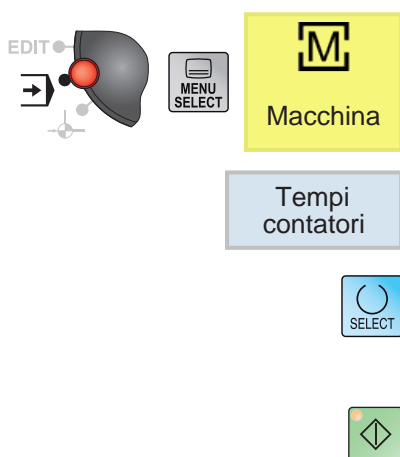 EDIT
MENU
SELECT
M
Macchina
Tempi
contatori
SELECT